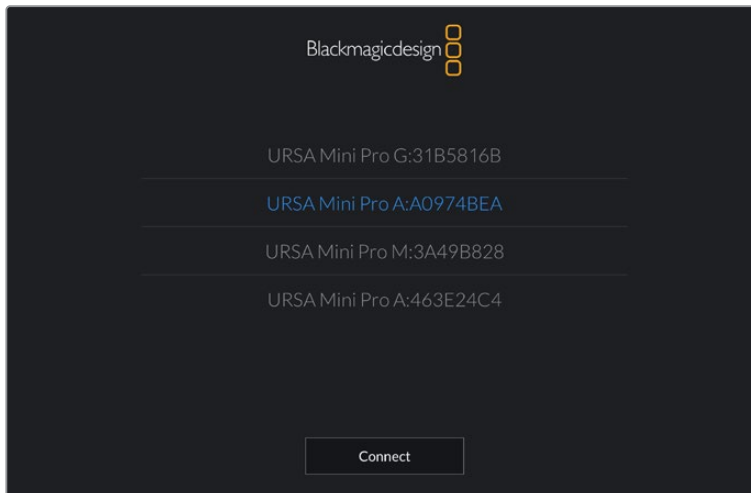 Blackmagicdesign
URSA Mini Pro G:31B5816B
URSA Mini Pro A:A0974BEA
URSA Mini Pro M:3A49B828
URSA Mini Pro A:463E24C4
Connect